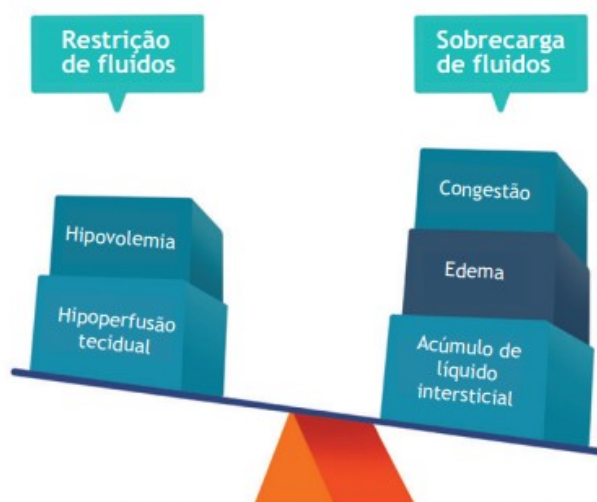 Restrição
de fluidos
Sobrecarga
de fluidos
Hipovolemia
Hipoperfusão
tecidual
Congestão
Edema
Acúmulo de
líquido
intersticial